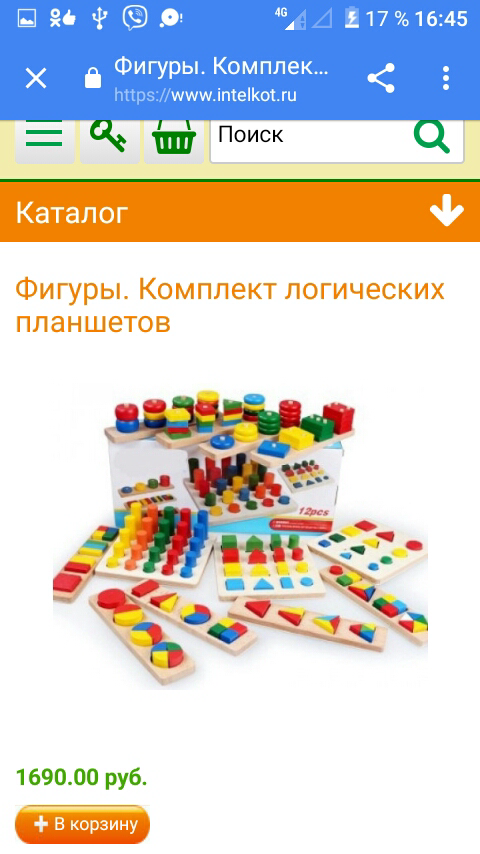 4G 17 % 16:45
Фигуры. Комплек...
https://www.intelkot.ru
Поиск
Каталог
Фигуры. Комплект логических
планшетов
12pcs
1690.00 руб.
+ В корзину